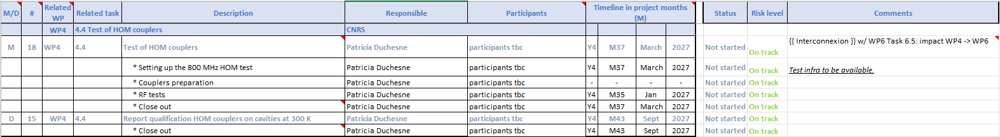 M/D # Related WP Related task Description Responsible Participants Timeline in project months (M) Status Risk level Comments
WP4 4.4 Test of HOM couplers CNRS
M 18 WP4 4.4 Test of HOM couplers Patricia Duchesne participants tbc Y4 M37 March 2027 Not started On track {{ Interconnexion }} w/ WP6 Task 6.5: impact WP4 -> WP6
* Setting up the 800 MHz HOM test Patricia Duchesne participants tbc Y4 M37 March 2027 Not started On track Test infra to be available.
* Couplers preparation Patricia Duchesne participants tbc - - - - Not started On track
* RF tests Patricia Duchesne participants tbc Y4 M35 Jan 2027 Not started On track
* Close out Patricia Duchesne participants tbc Y4 M37 March 2027 Not started On track
D 15 WP4 4.4 Report qualification HOM couplers on cavities at 300 K Patricia Duchesne participants tbc Y4 M43 Sept 2027 Not started On track
* Close out Patricia Duchesne participants tbc Y4 M43 Sept 2027 Not started On track